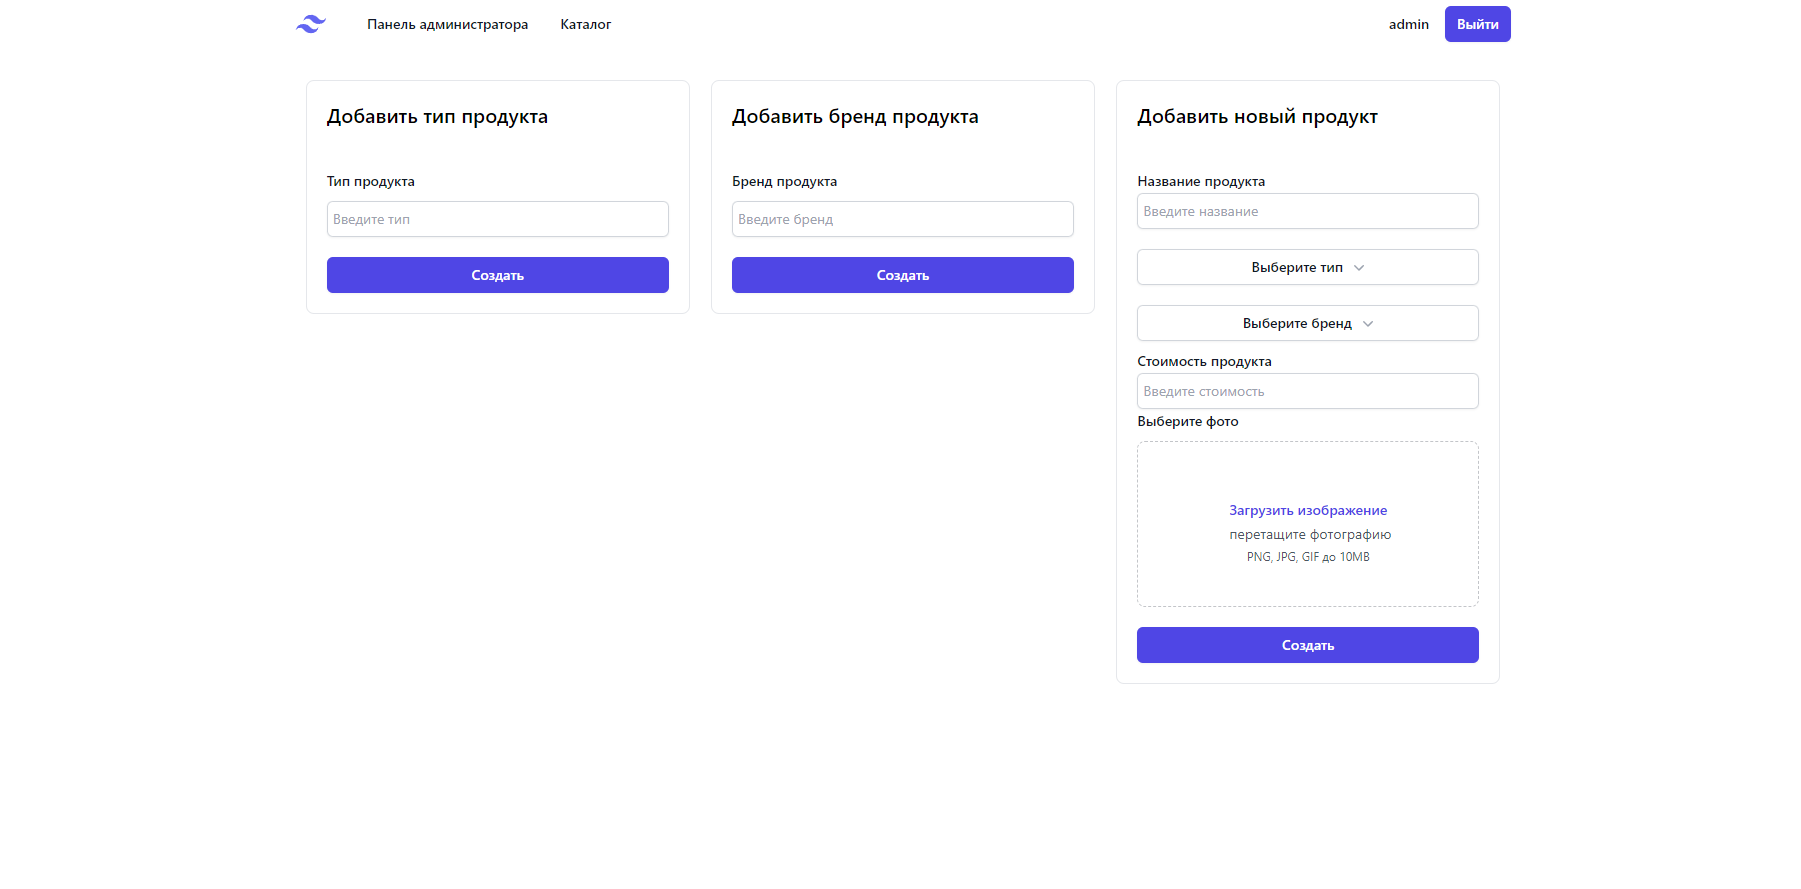 Панель администратора
Каталог
admin
Выйти
Добавить тип продукта
Тип продукта
Введите тип
Создать
Добавить бренд продукта
Бренд продукта
Введите бренд
Создать
Добавить новый продукт
Название продукта
Введите название
Выберите тип
Выберите бренд
Стоимость продукта
Введите стоимость
Выберите фото
Загрузить изображение
перетащите фотографию
PNG, JPG, GIF до 10MB
Создать